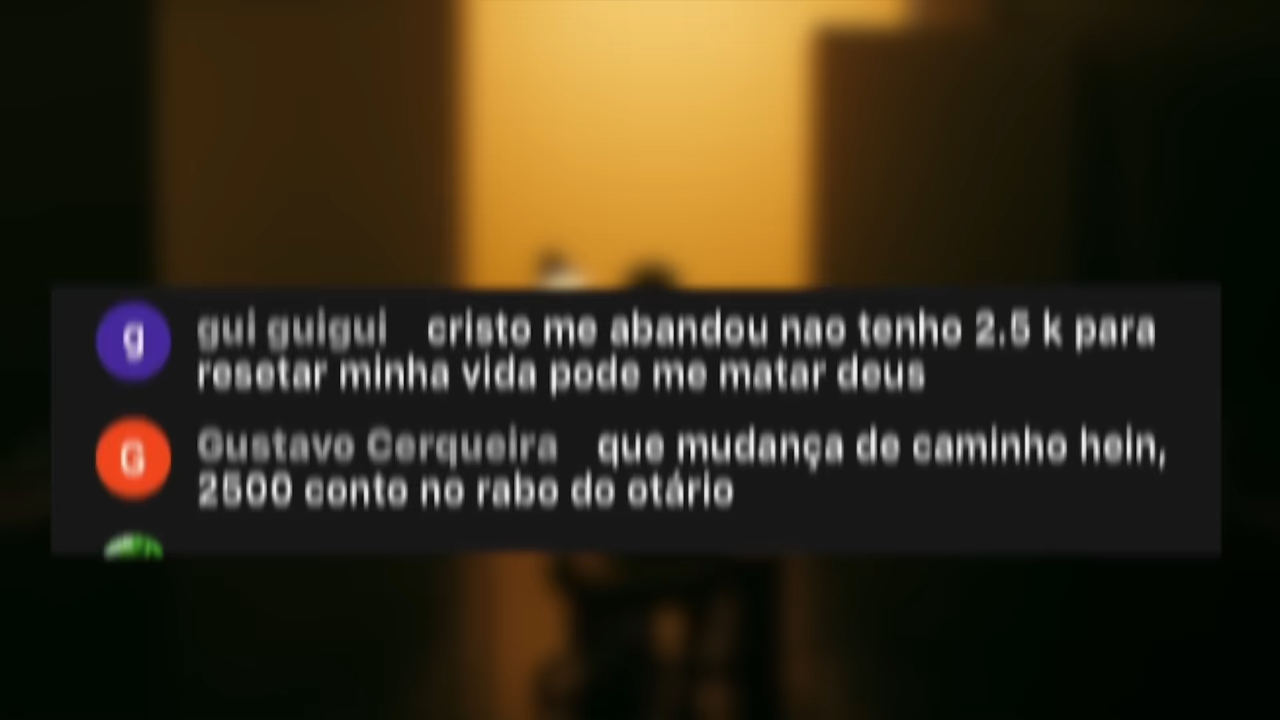 g gui guigui cristo me abandou nao tenho 2.5 k para
resetar minha vida pode me matar deus
G Gustavo Cerqueira que mudança de caminho hein,
2500 conto no rabo do otário